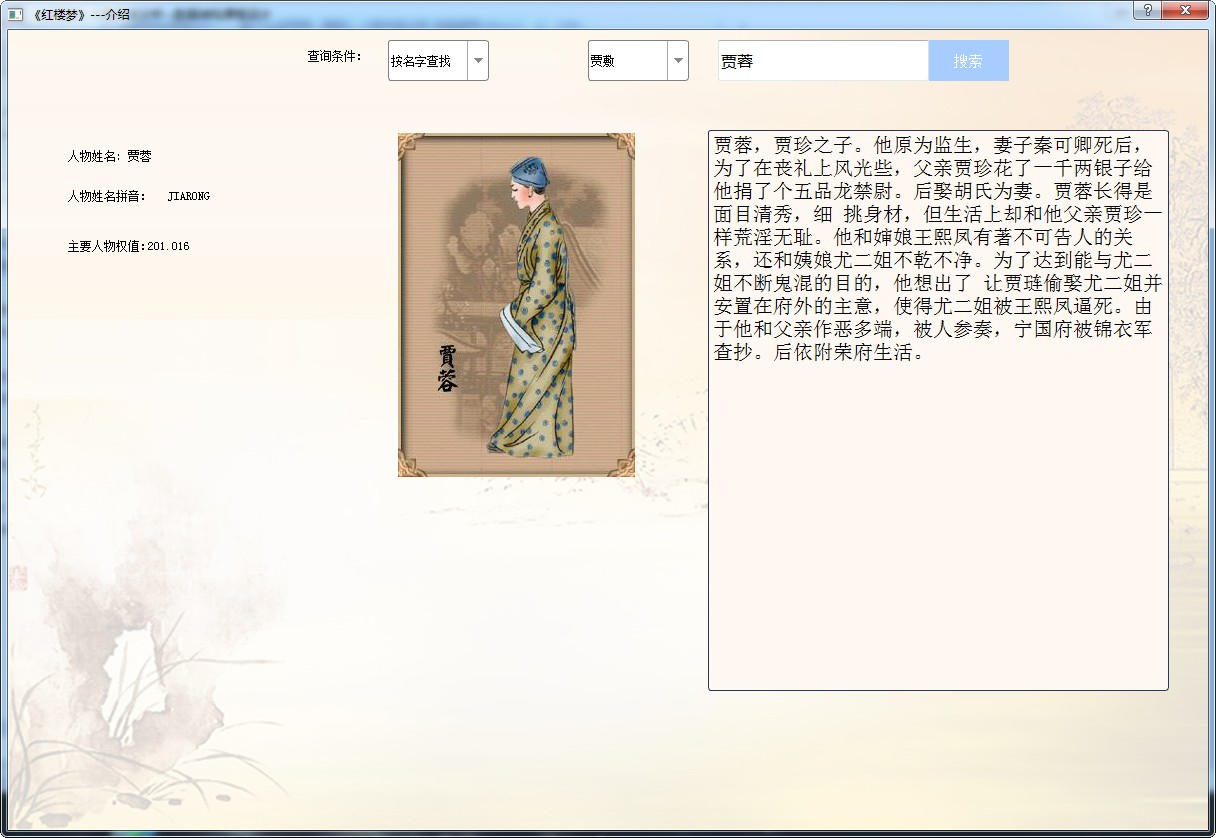 《红楼梦》---介绍
查询条件：
按名字查找
贾敷
贾蓉
搜索
人物姓名：贾蓉
人物姓名拼音： JIARONG
主要人物权值:201.016
賈蓉
贾蓉，贾珍之子。他原为监生，妻子秦可卿死后，
为了在丧礼上风光些，父亲贾珍花了一千两银子给
他捐了个五品龙禁尉。后娶胡氏为妻。贾蓉长得是
面目清秀，细 挑身材，但生活上却和他父亲贾珍一
样荒淫无耻。他和婶娘王熙凤有著不可告人的关
系，还和姨娘尤二姐不乾不净。为了达到能与尤二
姐不断鬼混的目的，他想出了 让贾琏偷娶尤二姐并
安置在府外的主意，使得尤二姐被王熙凤逼死。由
于他和父亲作恶多端，被人参奏，宁国府被锦衣军
查抄。后依附荣府生活。